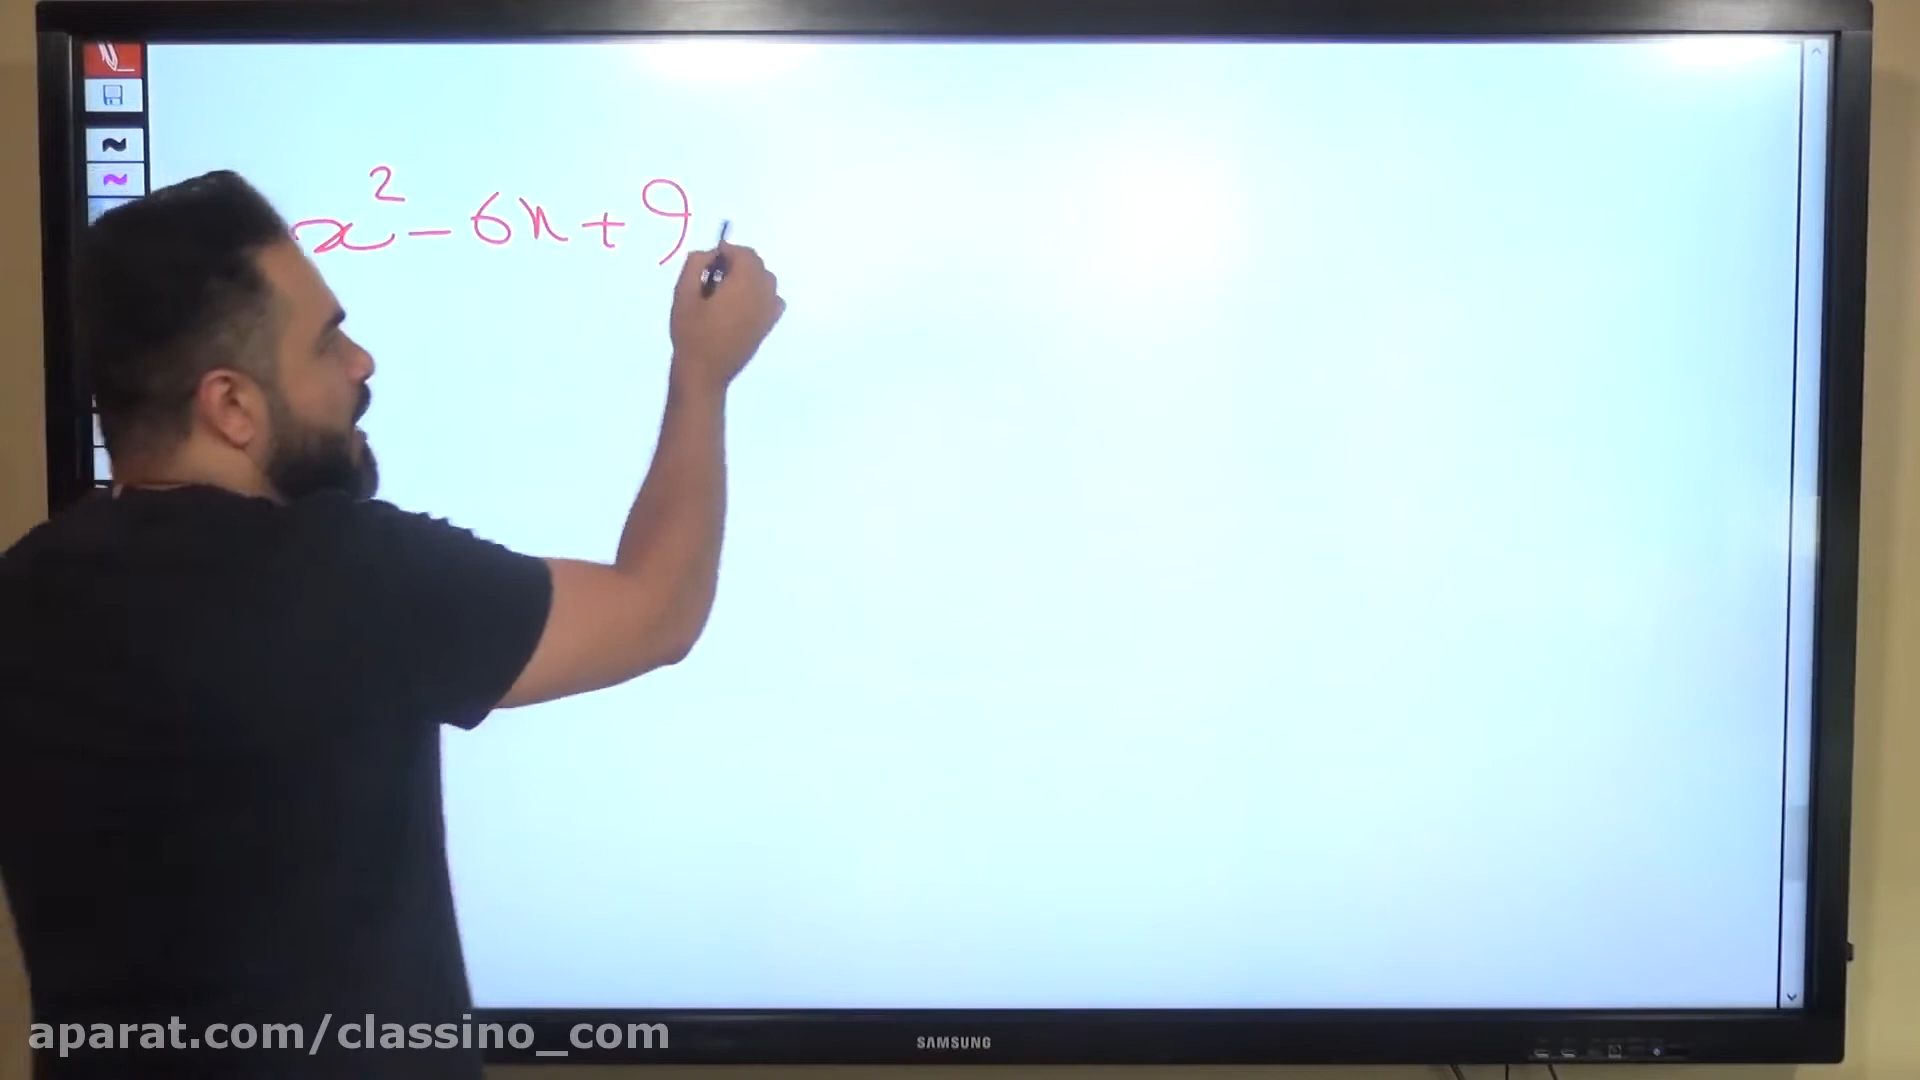 x² - 6x + 9
aparat.com/classino_com
SAMSUNG